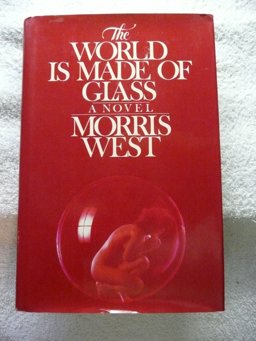 The
WORLD
IS MADE OF
GLASS
A NOVEL
MORRIS
WEST